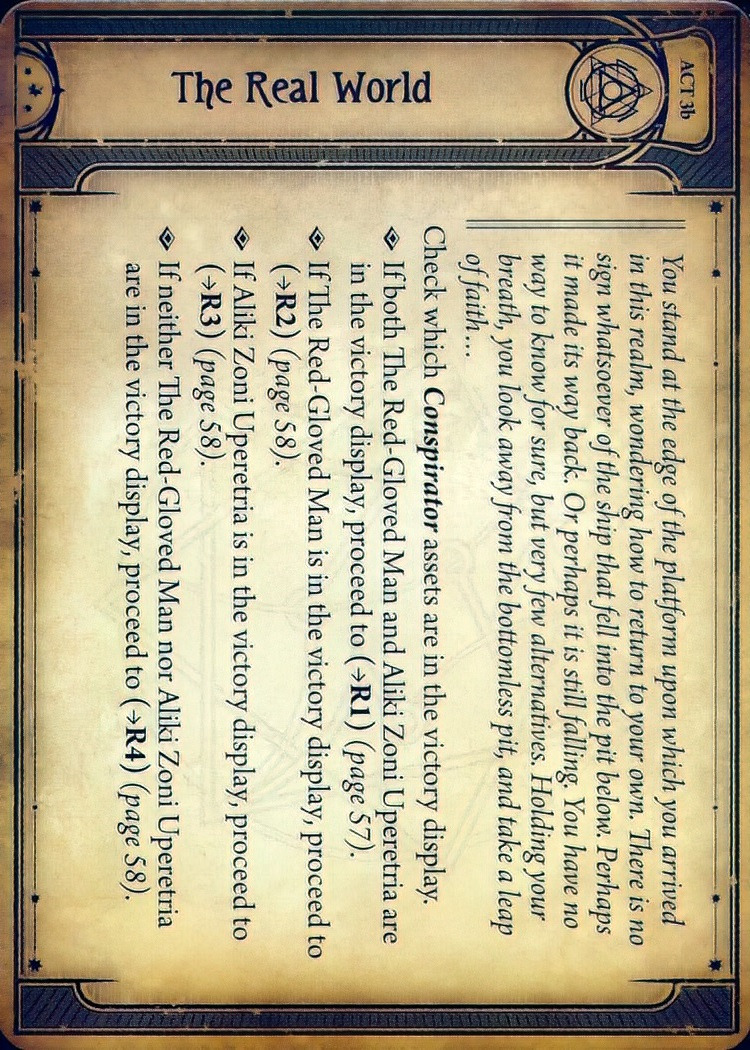 ACT 3b
The Real World
You stand at the edge of the platform upon which you arrived
in this realm, wondering how to return to your own. There is no
sign whatsoever of the ship that fell into the pit below. Perhaps
it made its way back. Or perhaps it is still falling. You have no
way to know for sure, but very few alternatives. Holding your
breath, you look away from the bottomless pit, and take a leap
of faith…
Check which Conspirator assets are in the victory display.
If both The Red-Gloved Man and Aliki Zoni Uperetria are
in the victory display, proceed to (→R1) (page 57).
If The Red-Gloved Man is in the victory display, proceed to
(→R2) (page 58).
If Aliki Zoni Uperetria is in the victory display, proceed to
(→R3) (page 58).
If neither The Red-Gloved Man nor Aliki Zoni Uperetria
are in the victory display, proceed to (→R4) (page 58).